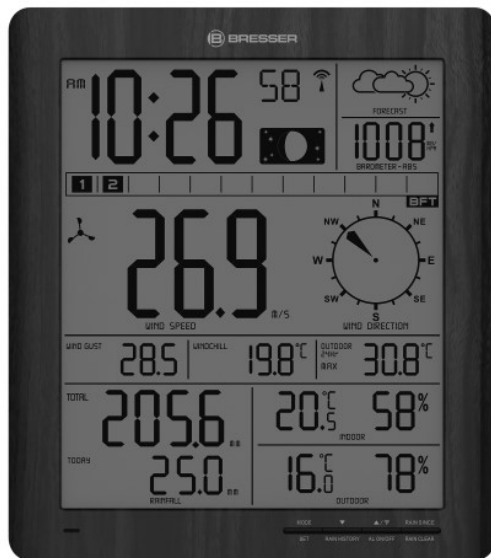 BRESSER
AM 10:26 58
FORECAST
1008
BAROMETER-ABS
1 2
BFT
26.9 M/S
WIND SPEED
N
NW NE
W E
SW SE
S
WIND DIRECTION
WIND GUST 28.5
WINDCHILL 19.8°C
OUTDOOR 24Hr MAX 30.8°C
TOTAL 205.6 mm
TODAY 25.0 mm
RAINFALL
20.5°C 58%
INDOOR
16.0°C 78%
OUTDOOR
MODE ▼ ▲/▼ RAIN SINCE
SET RAIN HISTORY AL ON/OFF RAIN CLEAR